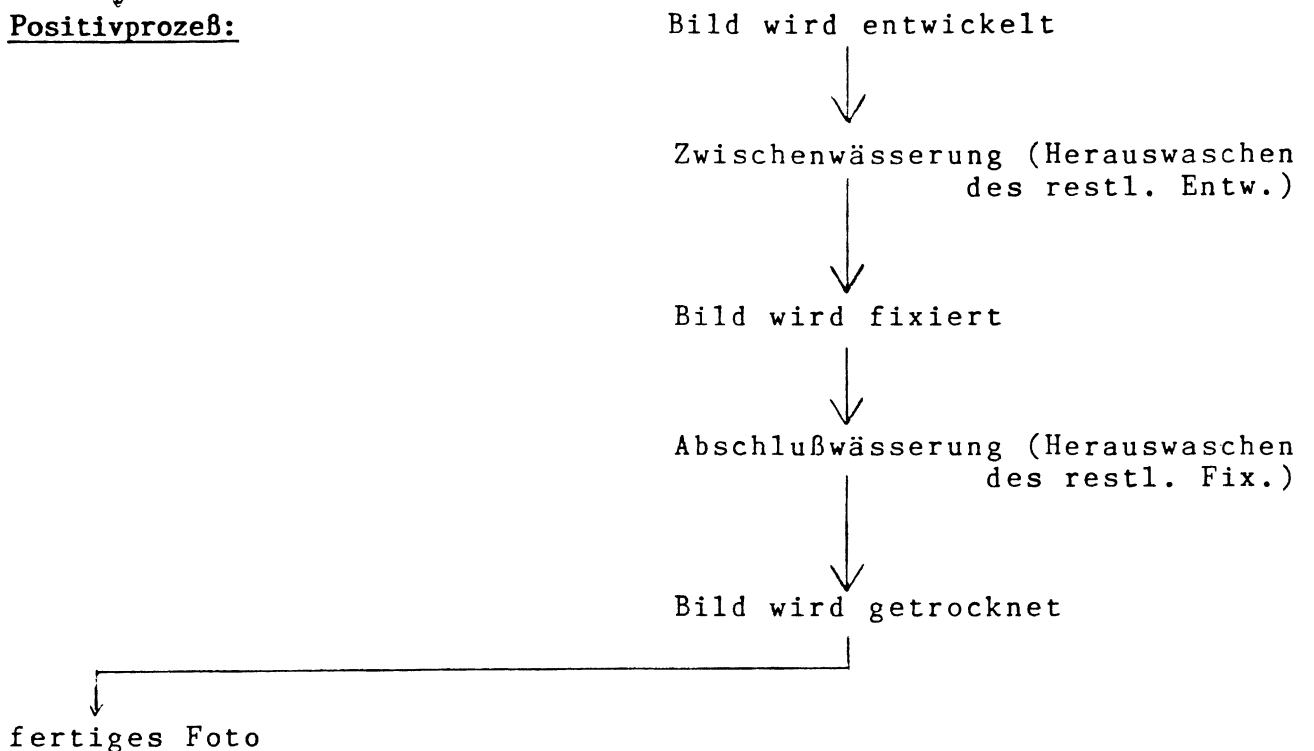 Positivprozeß:
Bild wird entwickelt
Zwischenwässerung (Herauswaschen
des restl. Entw.)
Bild wird fixiert
Abschlußwässerung (Herauswaschen
des restl. Fix.)
Bild wird getrocknet
fertiges Foto